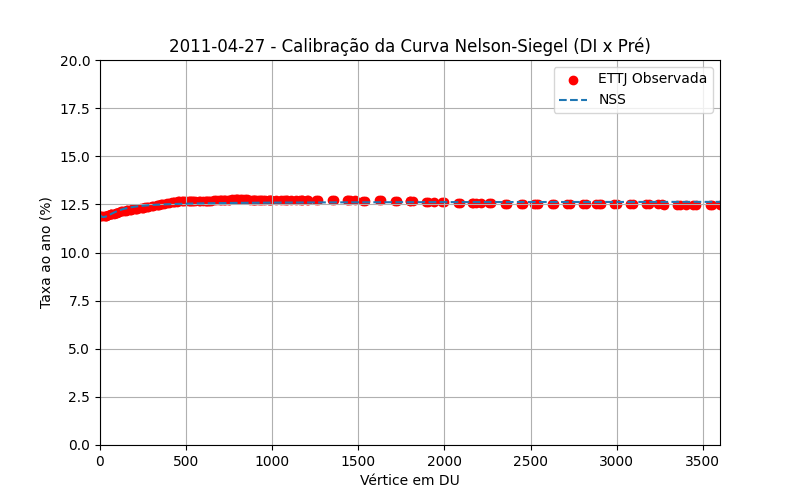 2011-04-27 - Calibração da Curva Nelson-Siegel (DI x Pré)
20.0
17.5
15.0
12.5
10.0
7.5
5.0
2.5
0.0
Taxa ao ano (%)
ETTJ Observada
NSS
0 500 1000 1500 2000 2500 3000 3500
Vértice em DU